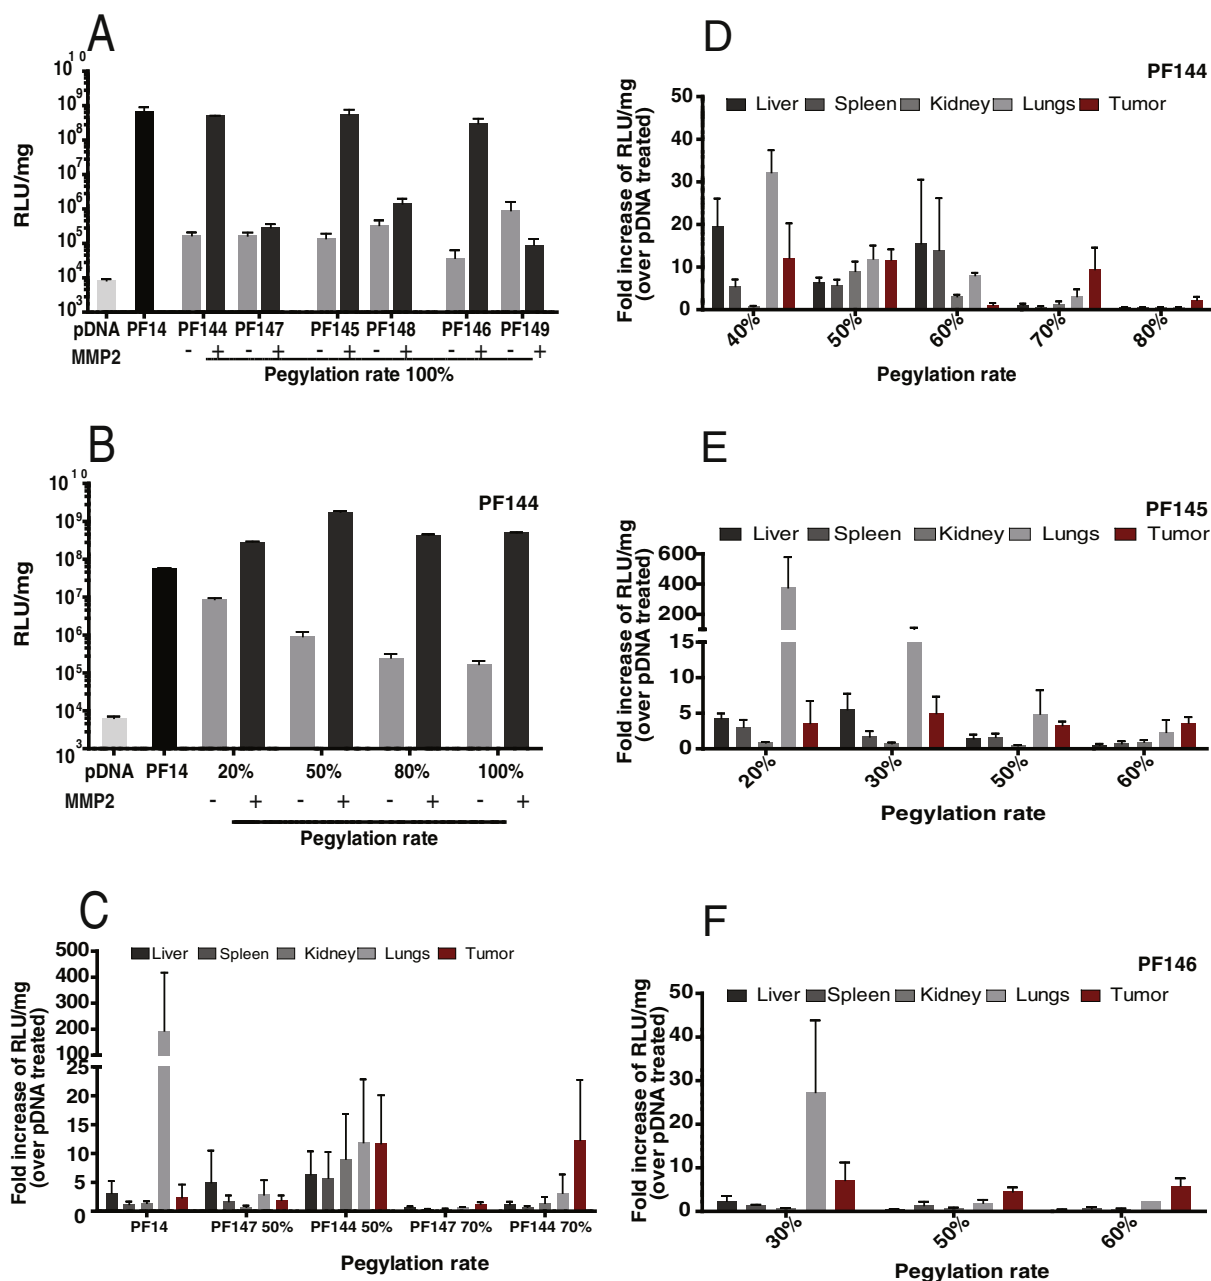 A
RLU/mg
10 10
10 9
10 8
10 7
10 6
10 5
10 4
10 3
pDNA PF14 PF144 PF147 PF145 PF148 PF146 PF149
MMP2 - + - + - + - + - + - +
Pegylation rate 100%
B
PF144
RLU/mg
10 10
10 9
10 8
10 7
10 6
10 5
10 4
10 3
pDNA PF14 20% 50% 80% 100%
MMP2 - + - + - + - +
Pegylation rate
C
Liver Spleen Kidney Lungs Tumor
Fold increase of RLU/mg
(over pDNA treated)
500
400
300
200
100
25
20
15
10
5
0
PF14 PF147 50% PF144 50% PF147 70% PF144 70%
Pegylation rate
D
PF144
Liver Spleen Kidney Lungs Tumor
Fold increase of RLU/mg
(over pDNA treated)
50
40
30
20
10
0
40% 50% 60% 70% 80%
Pegylation rate
E
PF145
Liver Spleen Kidney Lungs Tumor
Fold increase of RLU/mg
(over pDNA treated)
600
400
200
15
10
5
0
20% 30% 50% 60%
Pegylation rate
F
PF146
Liver Spleen Kidney Lungs Tumor
Fold increase of RLU/mg
(over pDNA treated)
50
40
30
20
10
0
30% 50% 60%
Pegylation rate